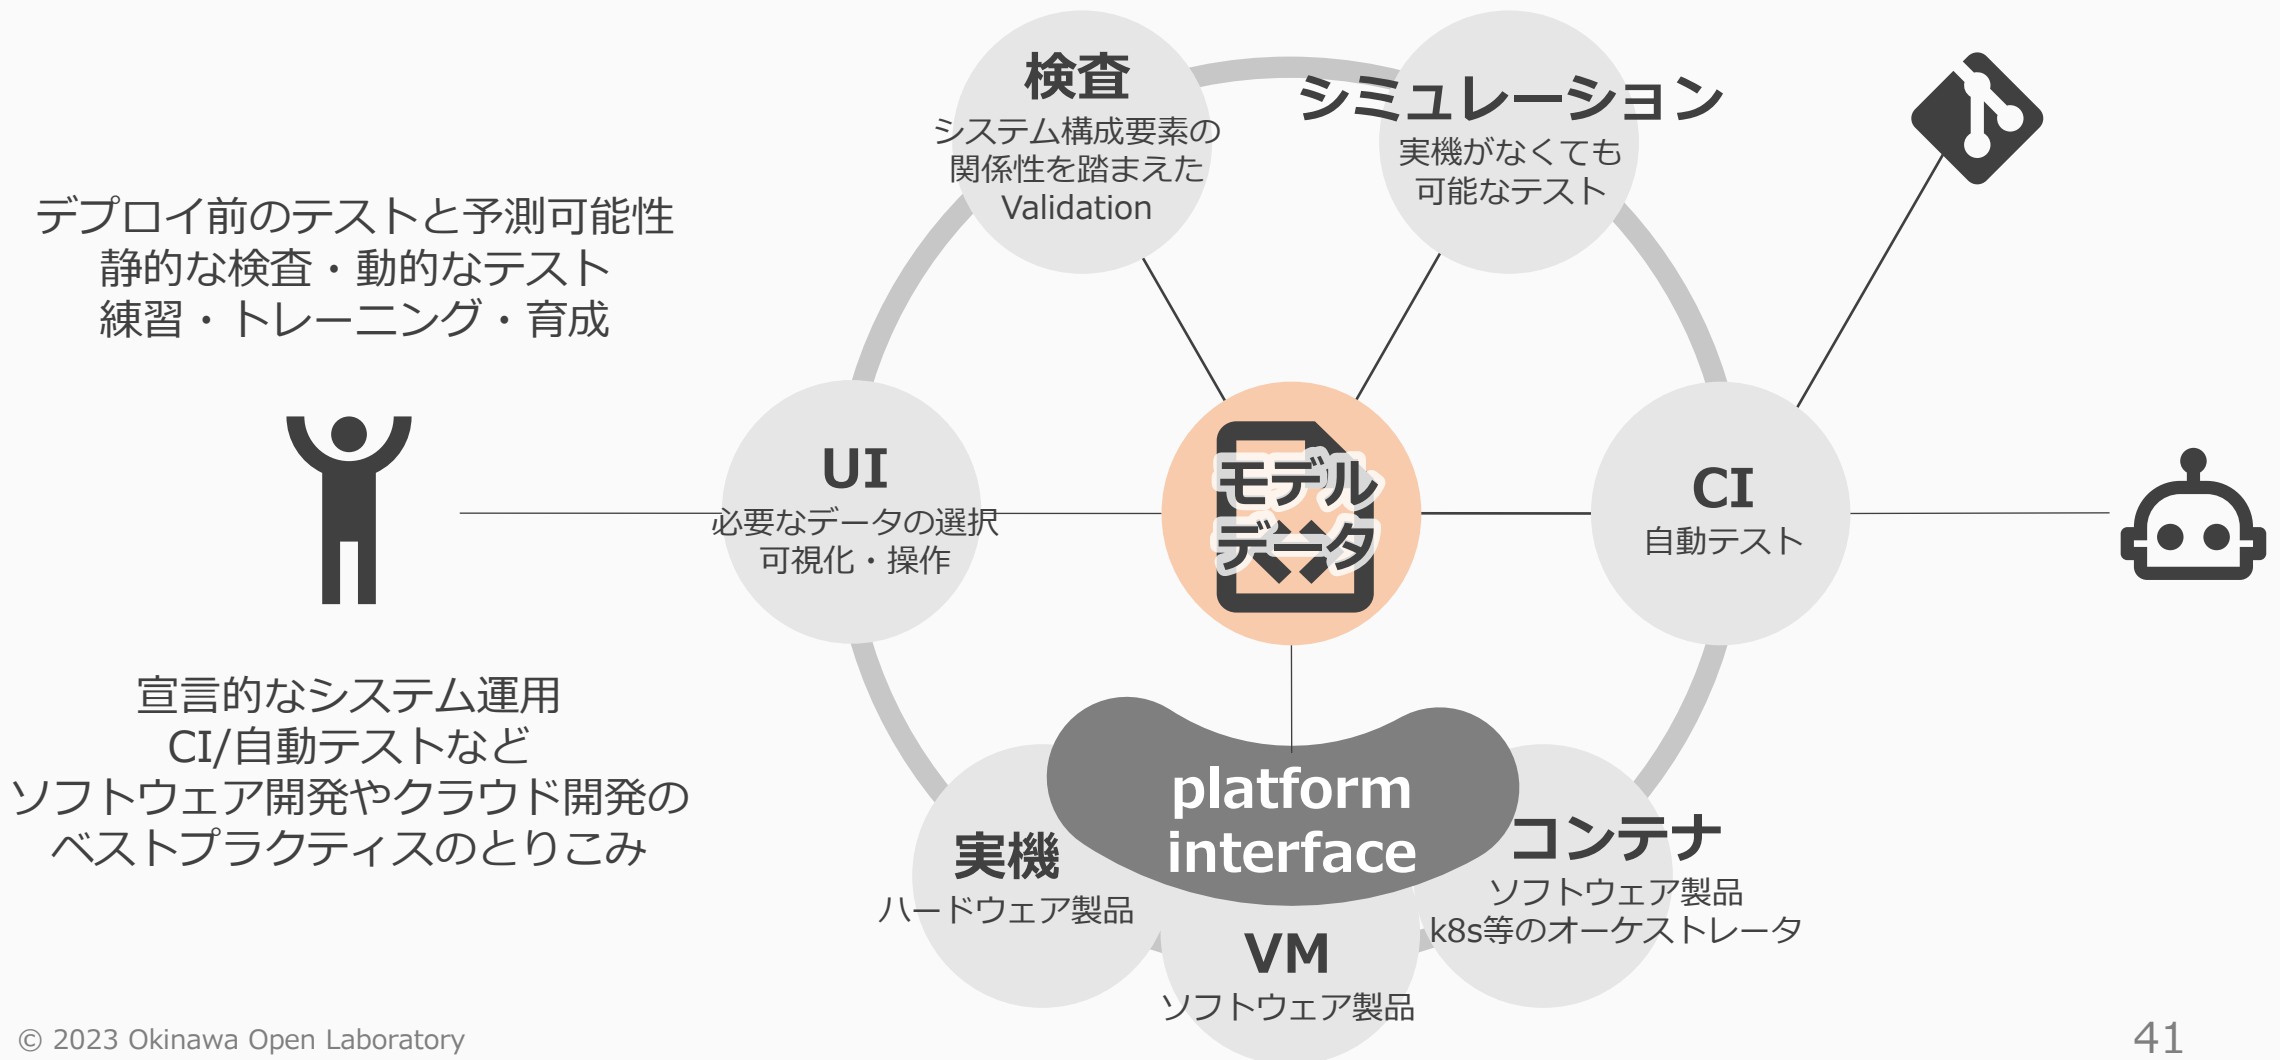 検査
システム構成要素の
関係性を踏まえた
Validation
シミュレーション
実機がなくても
可能なテスト
デプロイ前のテストと予測可能性
静的な検査・動的なテスト
練習・トレーニング・育成
UI
必要なデータの選択
可視化・操作
モデル
データ
CI
自動テスト
宣言的なシステム運用
CI/自動テストなど
ソフトウェア開発やクラウド開発の
ベストプラクティスのとりこみ
platform
interface
実機
ハードウェア製品
VM
ソフトウェア製品
コンテナ
ソフトウェア製品
k8s等のオーケストレータ
© 2023 Okinawa Open Laboratory
41